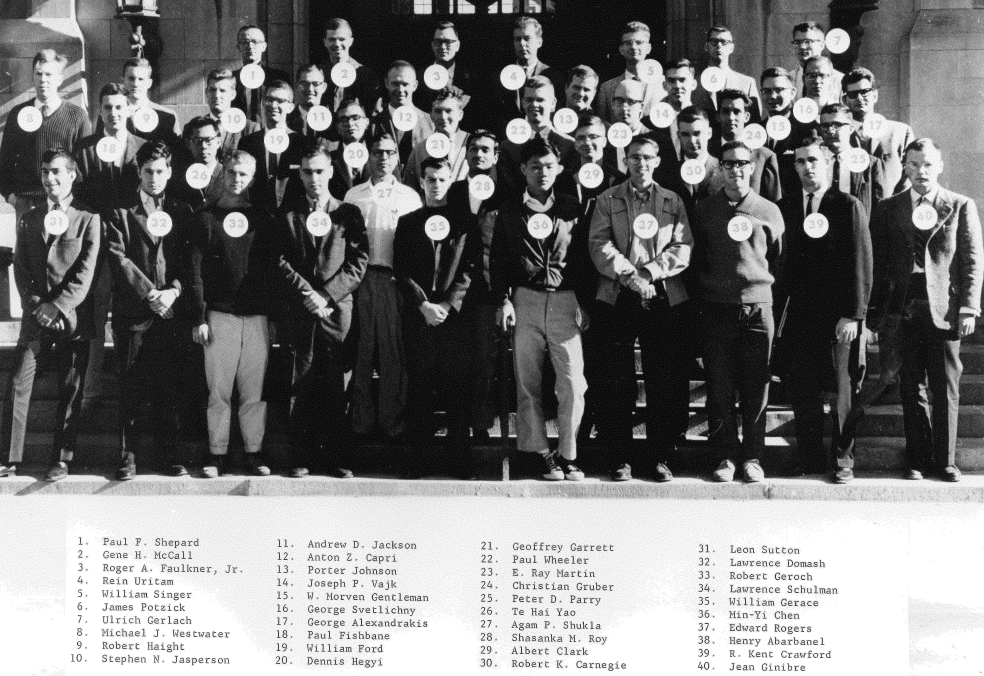 7
1
2
3
4
5
6
8
9
10
11
12
13
14
15
16
17
18
19
20
21
22
23
24
25
26
27
28
29
30
31
32
33
34
35
36
37
38
39
40
1. Paul F. Shepard
2. Gene H. McCall
3. Roger A. Faulkner, Jr.
4. Rein Uritam
5. William Singer
6. James Potzick
7. Ulrich Gerlach
8. Michael J. Westwater
9. Robert Haight
10. Stephen N. Jasperson
11. Andrew D. Jackson
12. Anton Z. Capri
13. Porter Johnson
14. Joseph P. Vajk
15. W. Morven Gentleman
16. George Svetlichny
17. George Alexandrakis
18. Paul Fishbane
19. William Ford
20. Dennis Hegyi
21. Geoffrey Garrett
22. Paul Wheeler
23. E. Ray Martin
24. Christian Gruber
25. Peter D. Parry
26. Te Hai Yao
27. Agam P. Shukla
28. Shasanka M. Roy
29. Albert Clark
30. Robert K. Carnegie
31. Leon Sutton
32. Lawrence Domash
33. Robert Geroch
34. Lawrence Schulman
35. William Gerace
36. Min-Yi Chen
37. Edward Rogers
38. Henry Abarbanel
39. R. Kent Crawford
40. Jean Ginibre